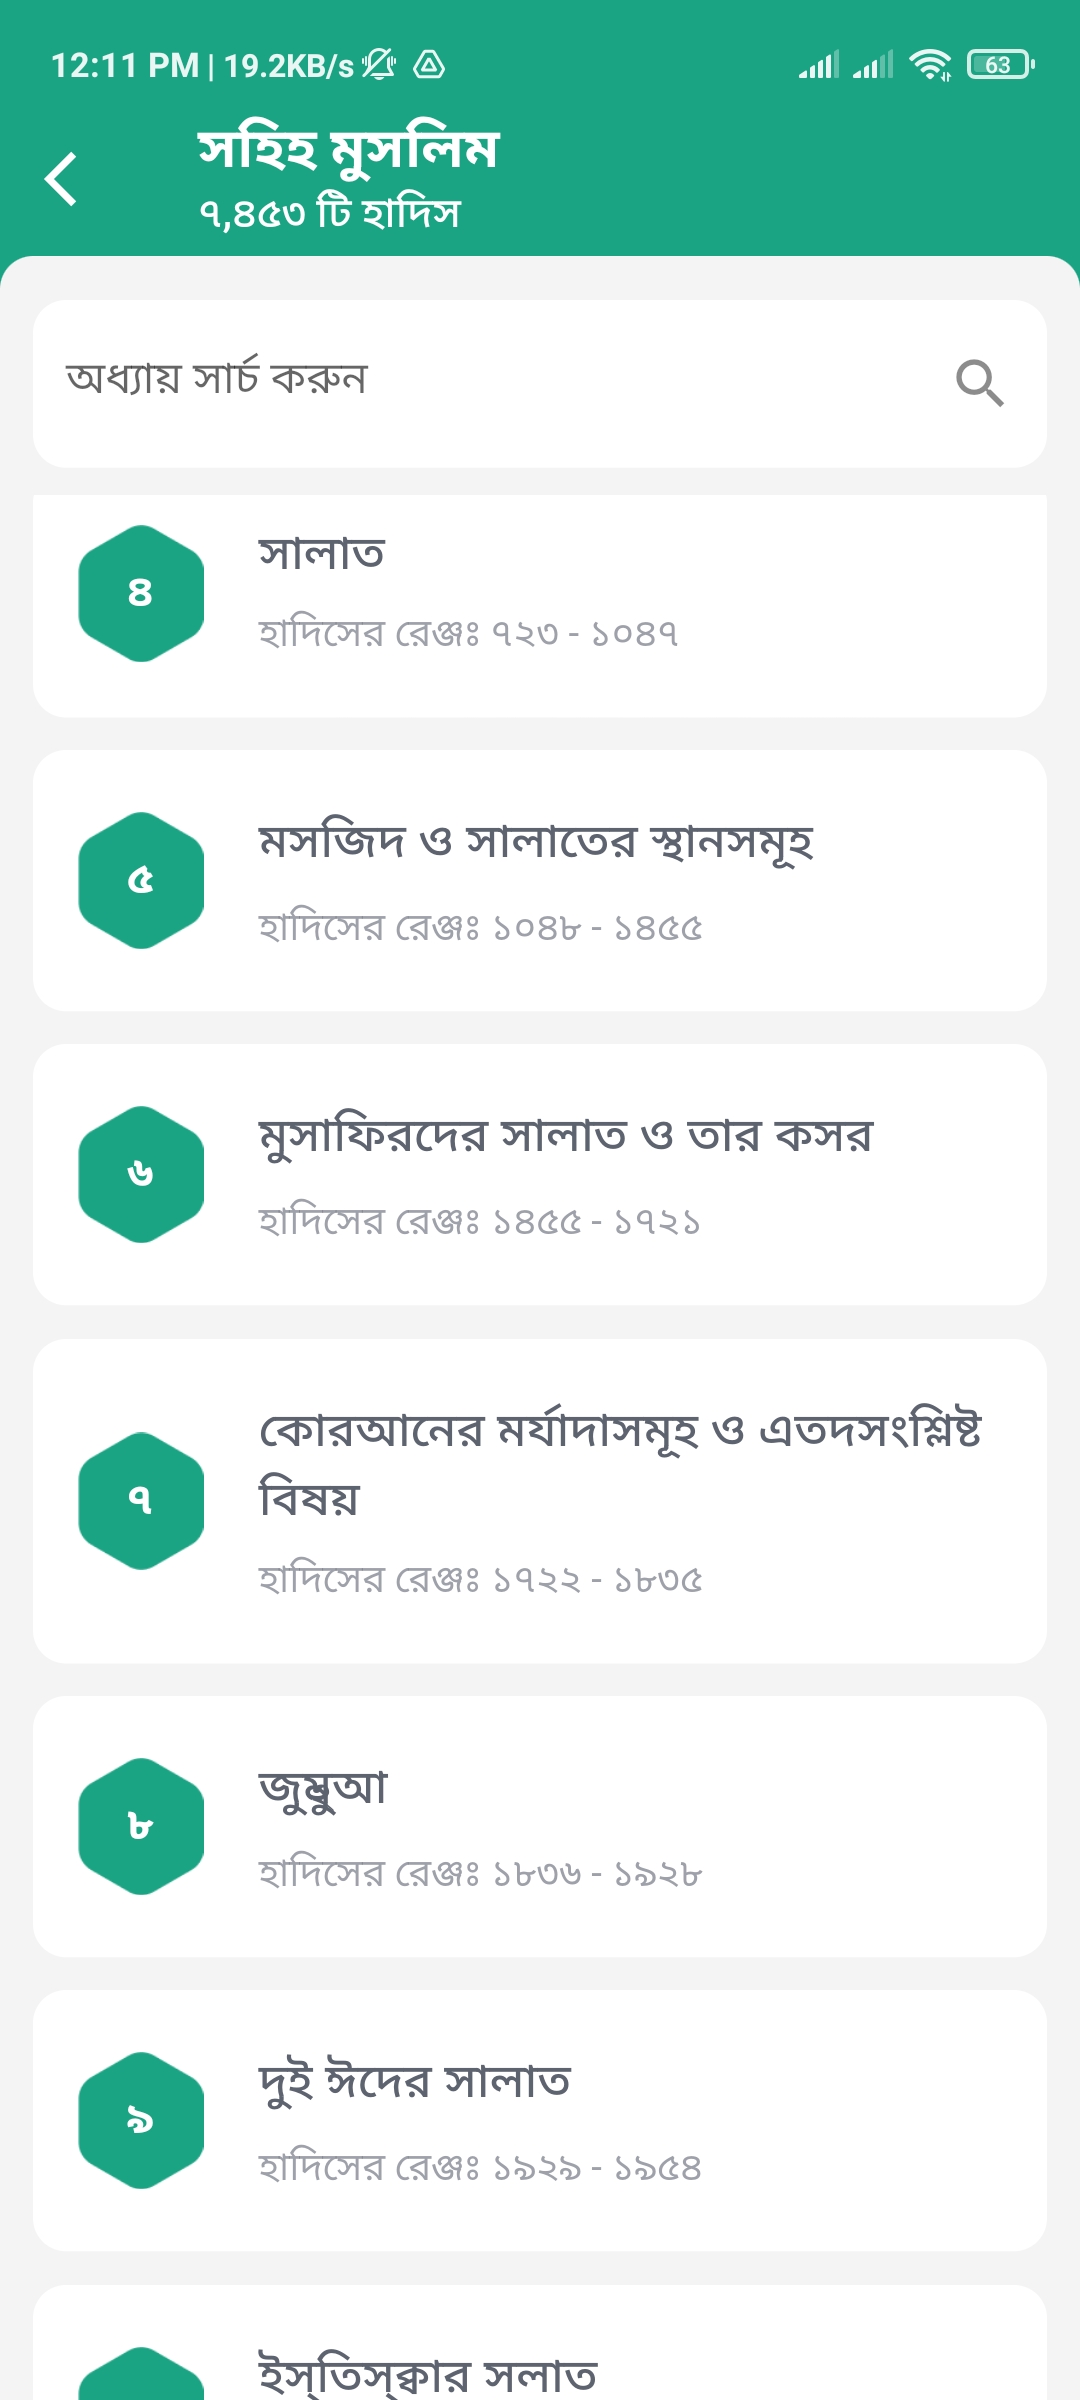 12:11 PM | 19.2KB/s
63
সহিহ মুসলিম
৭,৪৫৩ টি হাদিস
অধ্যায় সার্চ করুন
৪
সালাত
হাদিসের রেঞ্জঃ ৭২৩ - ১০৪৭
৫
মসজিদ ও সালাতের স্থানসমূহ
হাদিসের রেঞ্জঃ ১০৪৮ - ১৪৫৫
৬
মুসাফিরদের সালাত ও তার কসর
হাদিসের রেঞ্জঃ ১৪৫৫ - ১৭২১
৭
কোরআনের মর্যাদাসমূহ ও এতদসংশ্লিষ্ট
বিষয়
হাদিসের রেঞ্জঃ ১৭২২ - ১৮৩৫
৮
জুমু্বুআ
হাদিসের রেঞ্জঃ ১৮৩৬ - ১৯২৮
৯
দুই ঈদের সালাত
হাদিসের রেঞ্জঃ ১৯২৯ - ১৯৫৪
ইস্‌তিস্‌ক্বার সলাত